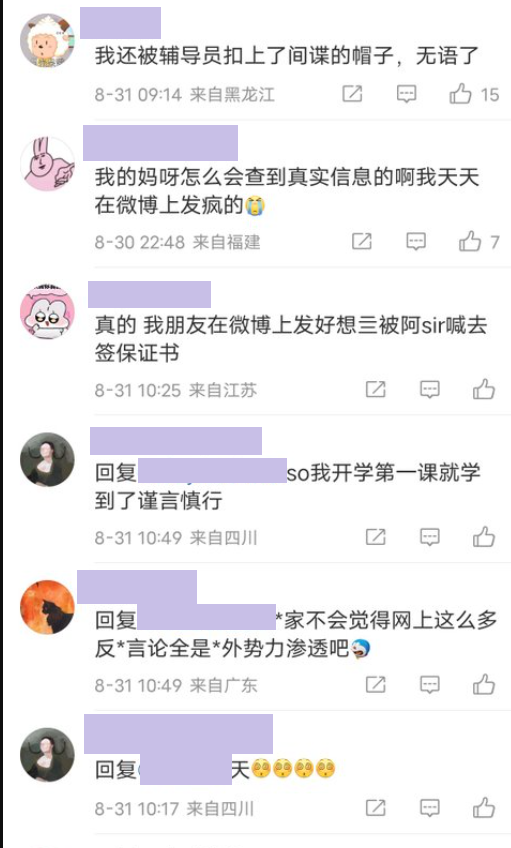 我还被辅导员扣上了间谍的帽子，无语了
8-31 09:14 来自黑龙江
15
我的妈呀怎么会查到真实信息的啊我天天
在微博上发疯的
8-30 22:48 来自福建
7
真的 我朋友在微博上发好想亖被阿sir喊去
签保证书
8-31 10:25 来自江苏
回复
so我开学第一课就学
到了谨言慎行
8-31 10:49 来自四川
回复
*家不会觉得网上这么多
反*言论全是*外势力渗透吧
8-31 10:49 来自广东
回复
天
8-31 10:17 来自四川